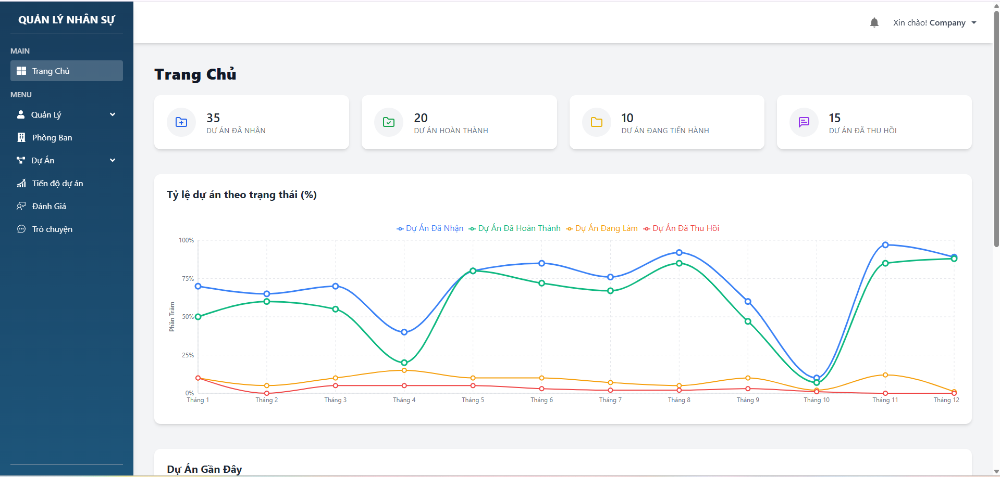 QUẢN LÝ NHÂN SỰ
MAIN
Trang Chủ
MENU
Quản Lý
Phòng Ban
Dự Án
Tiến độ dự án
Đánh Giá
Trò chuyện
Xin chào! Company
Trang Chủ
35
DỰ ÁN ĐÃ NHẬN
20
DỰ ÁN HOÀN THÀNH
10
DỰ ÁN ĐANG TIẾN HÀNH
15
DỰ ÁN ĐÃ THU HỒI
Tỷ lệ dự án theo trạng thái (%)
Dự Án Đã Nhận Dự Án Đã Hoàn Thành Dự Án Đang Làm Dự Án Đã Thu Hồi
100%
75%
50%
25%
0%
Phần Trăm
Tháng 1 Tháng 2 Tháng 3 Tháng 4 Tháng 5 Tháng 6 Tháng 7 Tháng 8 Tháng 9 Tháng 10 Tháng 11 Tháng 12
Dự Án Gần Đây